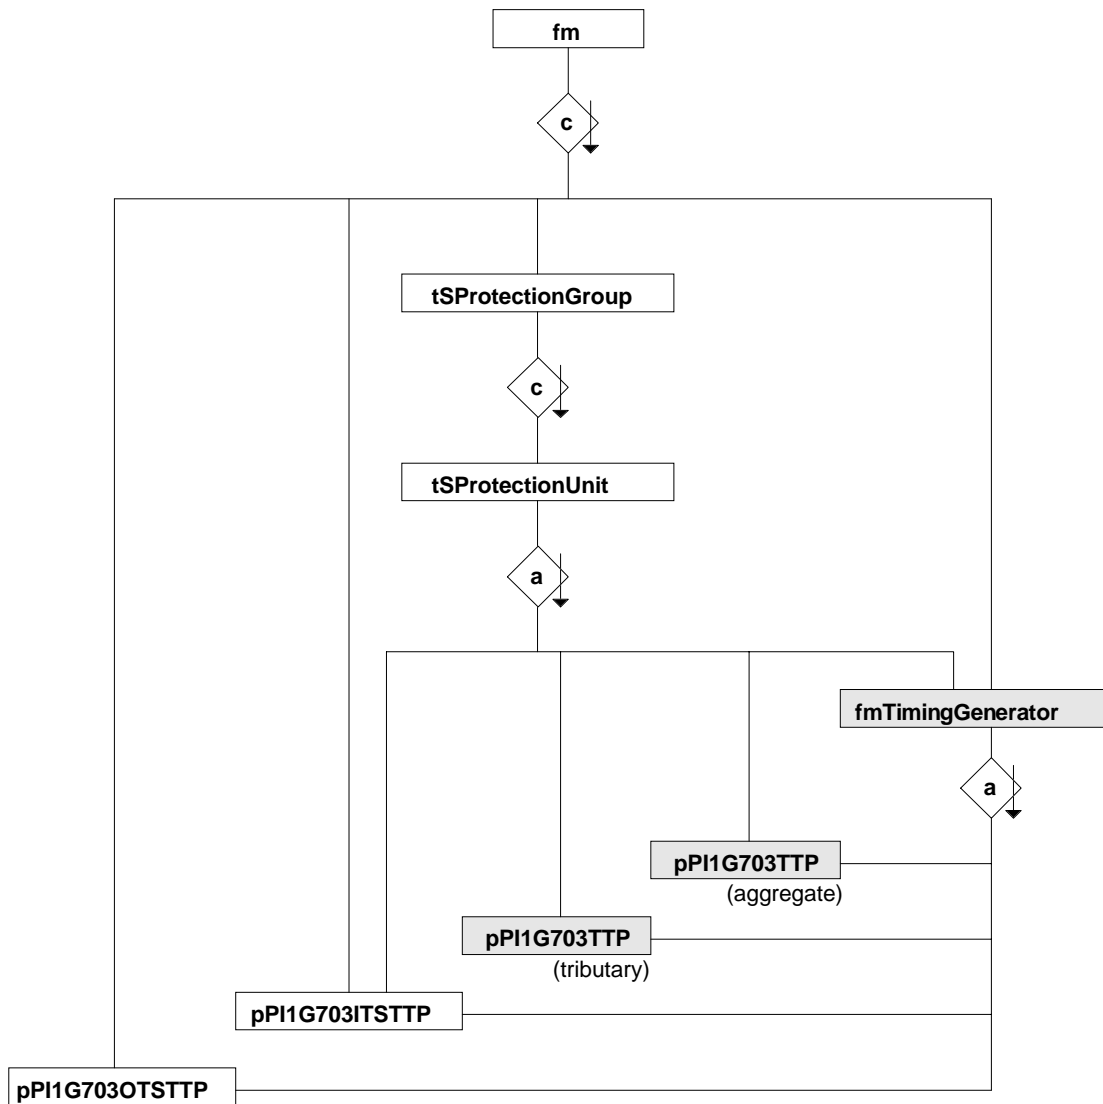 fm
c
tSProtectionGroup
c
tSProtectionUnit
a
fmTimingGenerator
a
pPI1G703TTP
(aggregate)
pPI1G703TTP
(tributary)
pPI1G703ITSTTP
pPI1G703OTSTTP